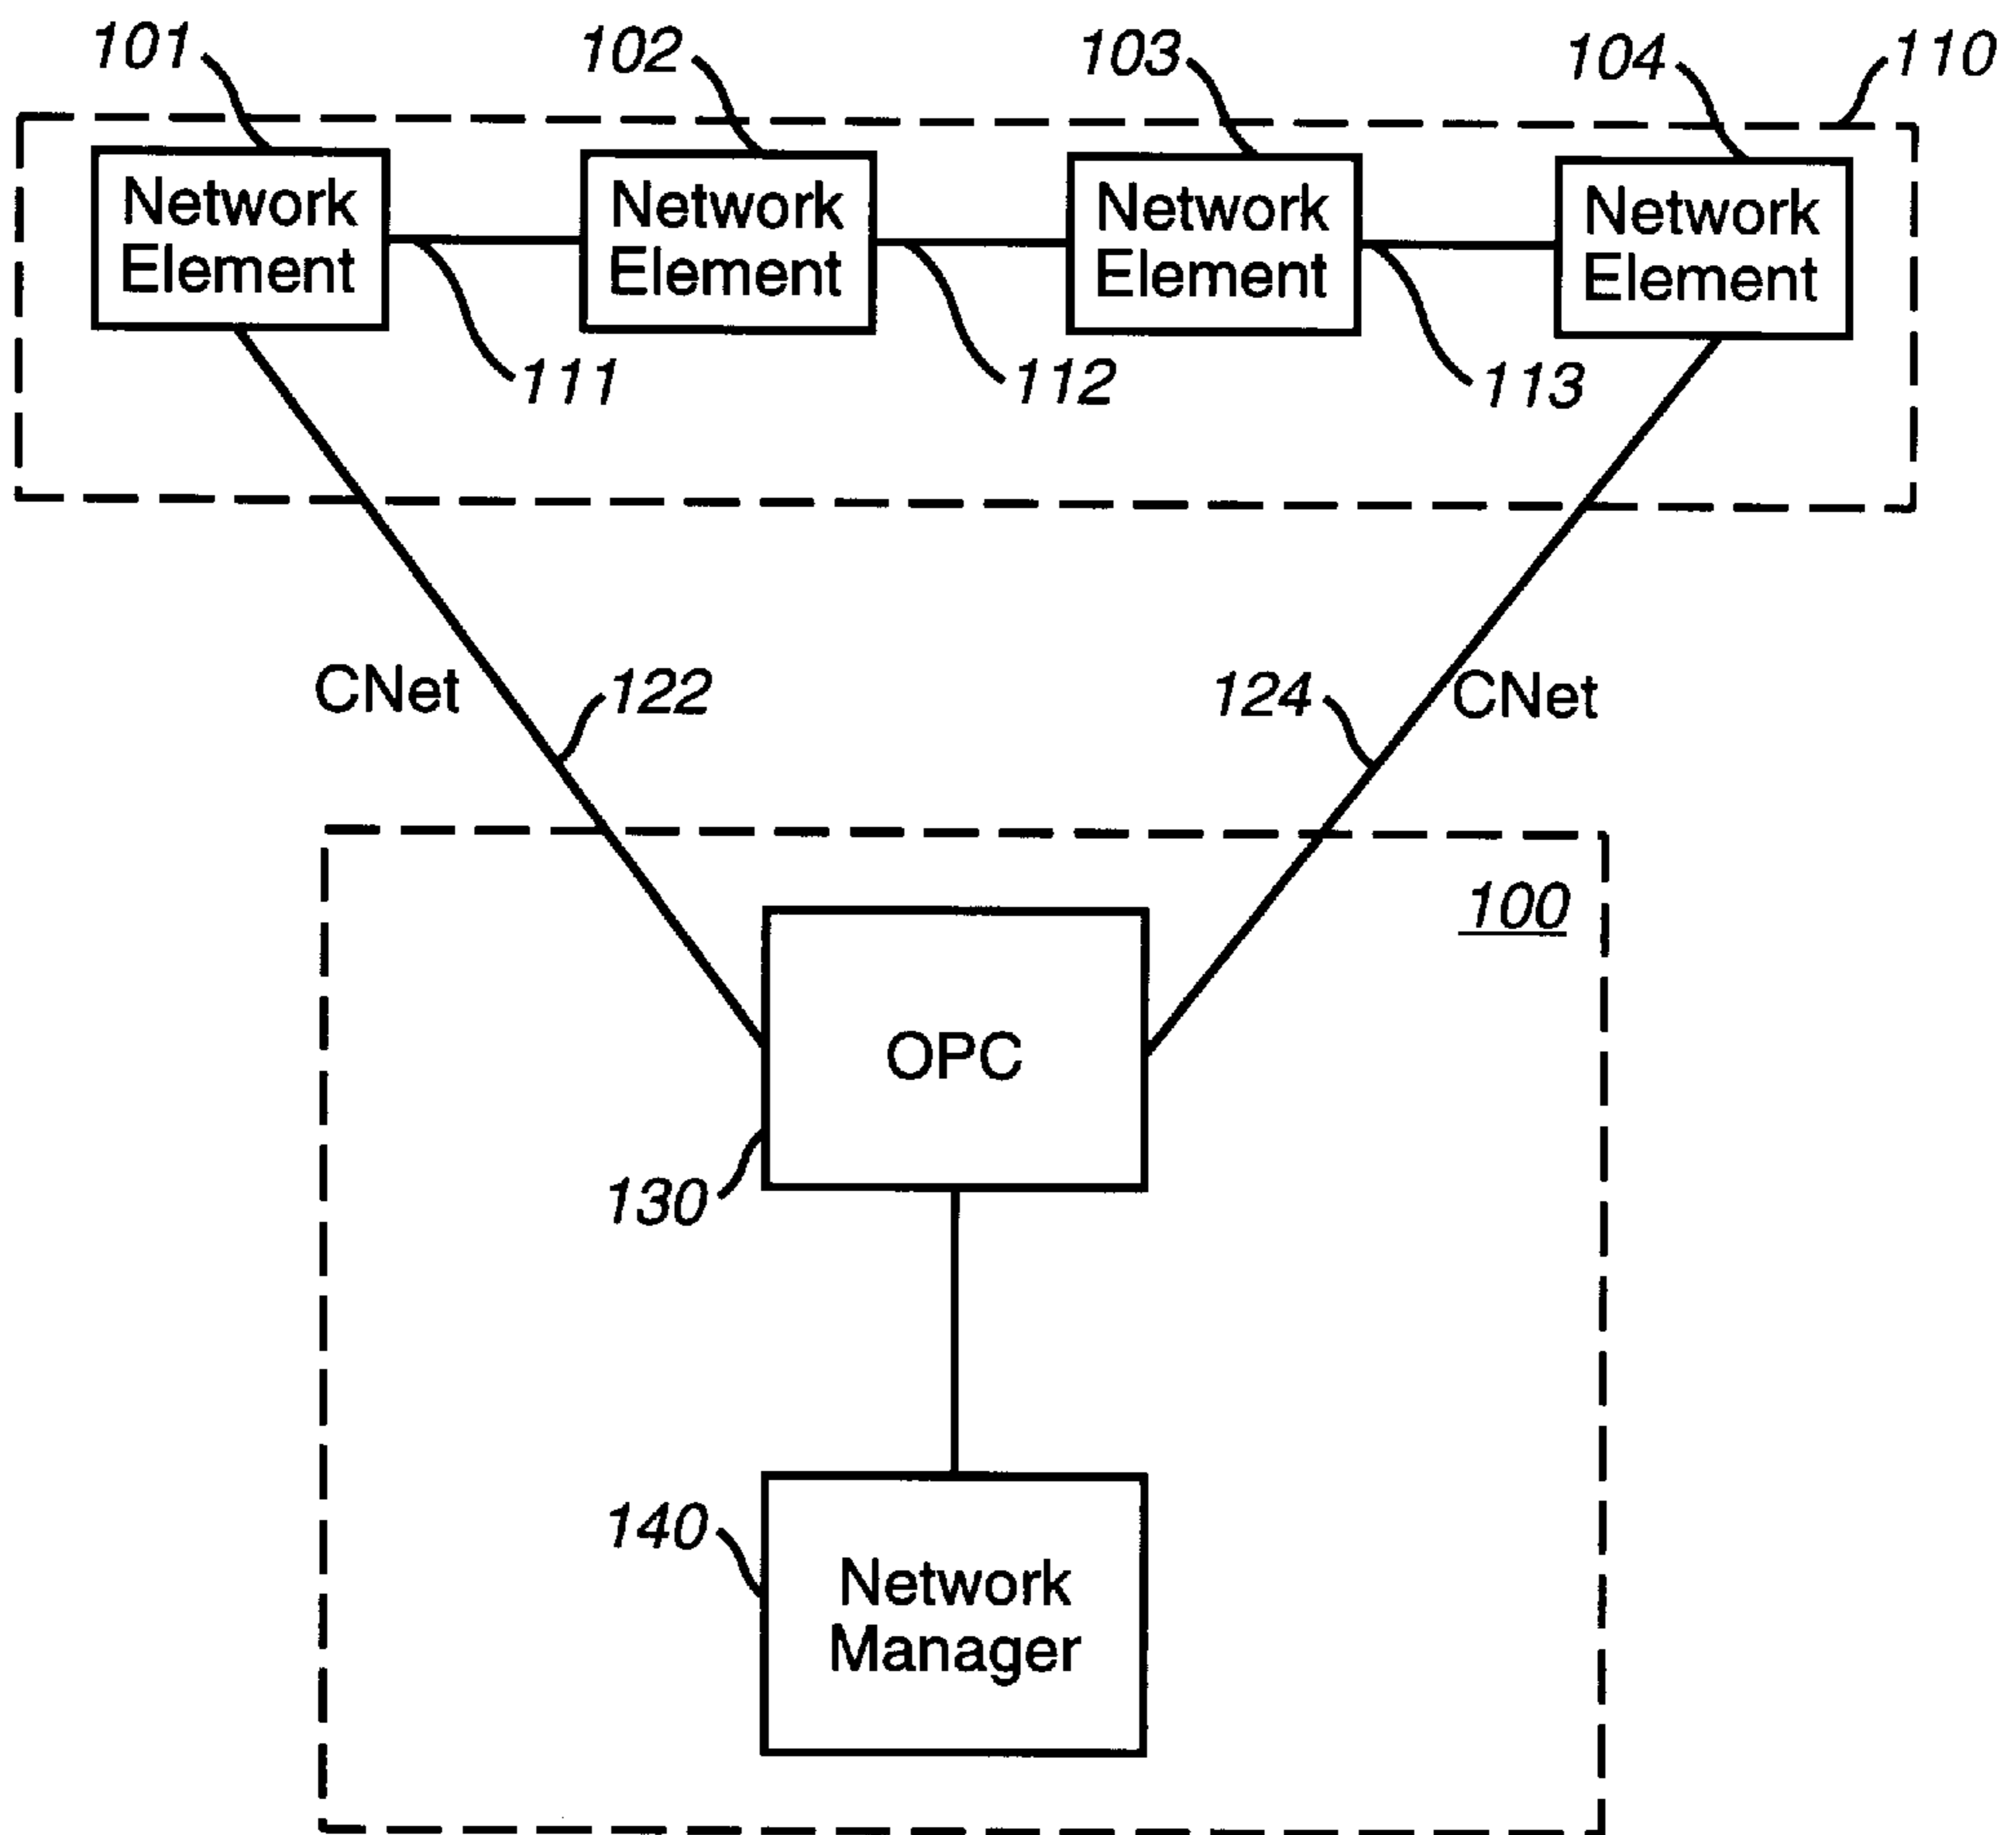 101
102
103
104
110
Network
Element
Network
Element
Network
Element
Network
Element
111
112
113
CNet
122
124
CNet
100
OPC
130
140
Network
Manager